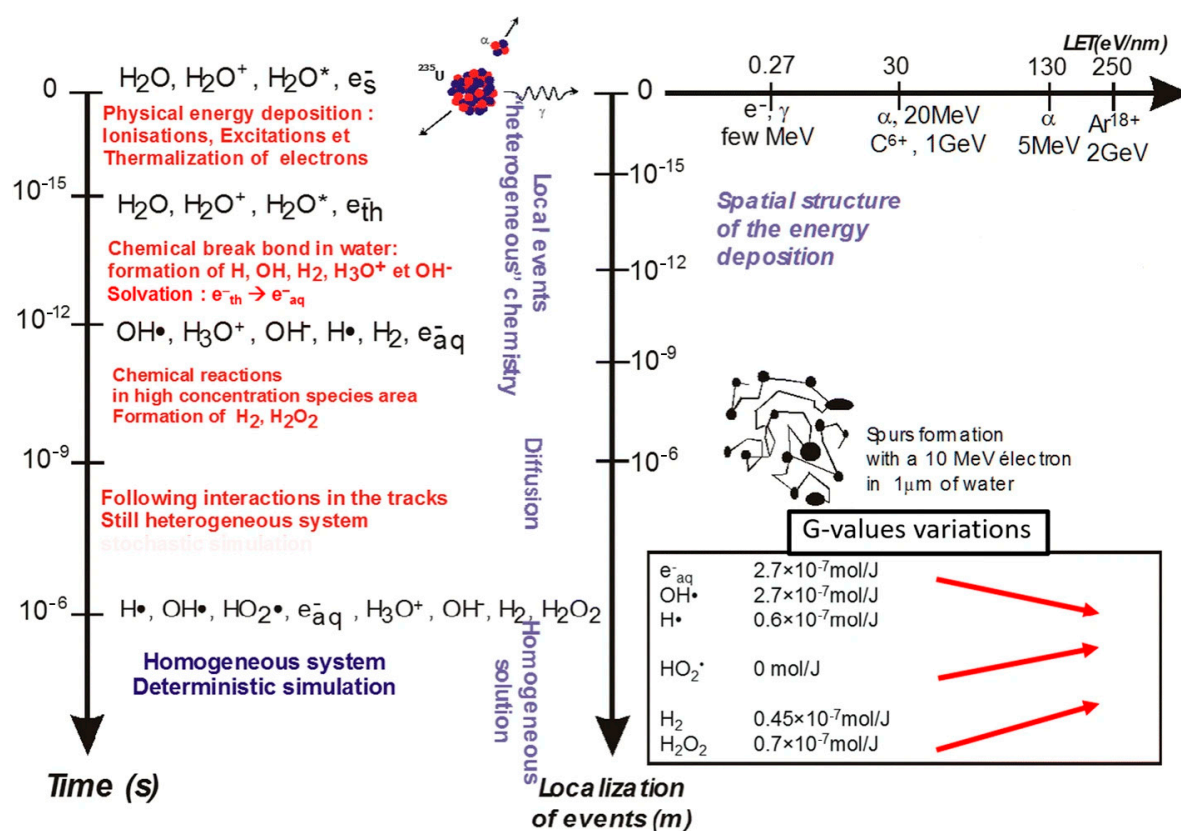 0
H₂O, H₂O⁺, H₂O*, e⁻s
Physical energy deposition :
Ionisations, Excitations et
Thermalization of electrons
10⁻¹⁵
H₂O, H₂O⁺, H₂O*, e⁻th
Chemical break bond in water:
formation of H, OH, H₂, H₃O⁺ et OH⁻
Solvation : e⁻th → e⁻aq
10⁻¹²
OH•, H₃O⁺, OH⁻, H•, H₂, e⁻aq
Chemical reactions
in high concentration species area
Formation of H₂, H₂O₂
10⁻⁹
Following interactions in the tracks
Still heterogeneous system
stochastic simulation
10⁻⁶
H•, OH•, HO₂•, e⁻aq , H₃O⁺, OH⁻, H₂, H₂O₂
Homogeneous system
Deterministic simulation
Time (s)
α
²³⁵U
γ
Local events
"heterogeneous" chemistry
Diffusion
Homogeneous
solution
0
10⁻¹⁵
10⁻¹²
10⁻⁹
10⁻⁶
Localization
of events (m)
LET(eV/nm)
0.27
30
130
250
e⁻, γ
few MeV
α, 20MeV
C⁶⁺, 1GeV
α
5MeV
Ar¹⁸⁺
2GeV
Spatial structure
of the energy
deposition
Spurs formation
with a 10 MeV électron
in 1μm of water
G-values variations
e⁻aq 2.7×10⁻⁷mol/J
OH• 2.7×10⁻⁷mol/J
H• 0.6×10⁻⁷mol/J
HO₂• 0 mol/J
H₂ 0.45×10⁻⁷mol/J
H₂O₂ 0.7×10⁻⁷mol/J